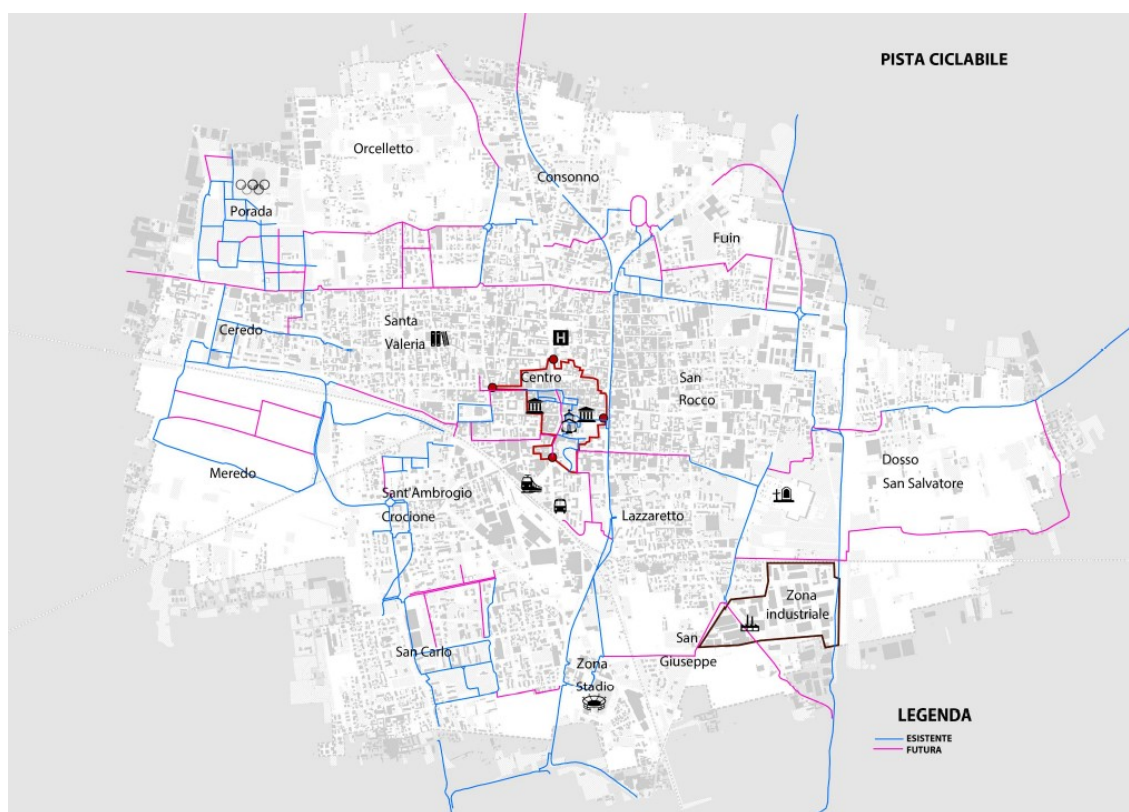 PISTA CICLABILE
Orcelletto
Consonno
Porada
Fuin
Ceredo
Santa
Valeria
H
Centro
San
Rocco
Meredo
Sant'Ambrogio
Crocione
Dosso
San Salvatore
Lazzaretto
Zona
industriale
San
Giuseppe
San Carlo
Zona
Stadio
LEGENDA
ESISTENTE
FUTURA